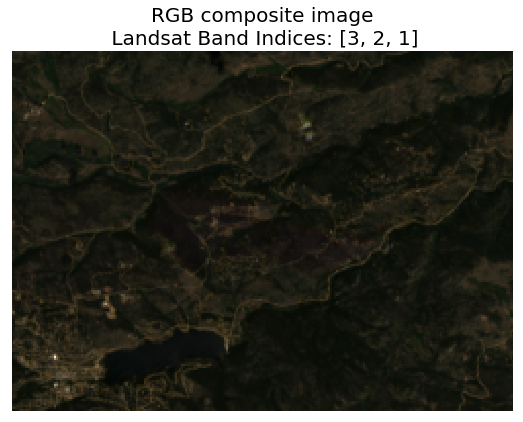 RGB composite image
Landsat Band Indices: [3, 2, 1]